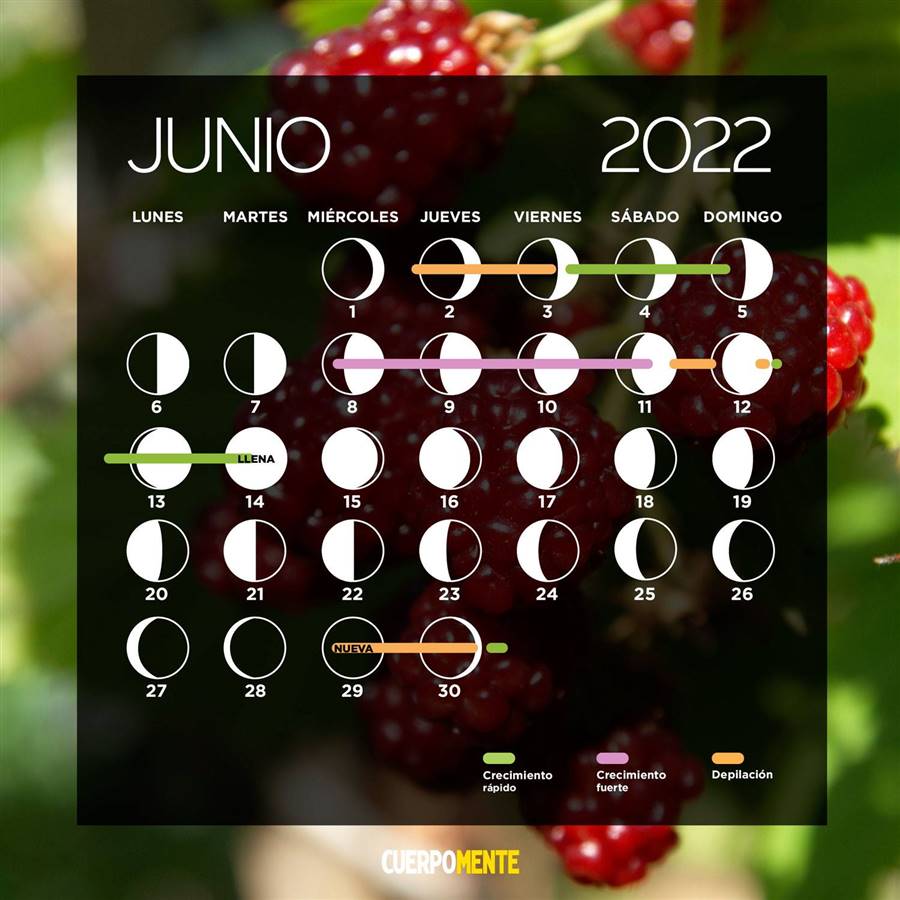 JUNIO 2022
LUNES MARTES MIÉRCOLES JUEVES VIERNES SÁBADO DOMINGO
1 2 3 4 5
6 7 8 9 10 11 12
LLENA
13 14 15 16 17 18 19
20 21 22 23 24 25 26
NUEVA
27 28 29 30
Crecimiento rápido
Crecimiento fuerte
Depilación
CUERPOMENTE